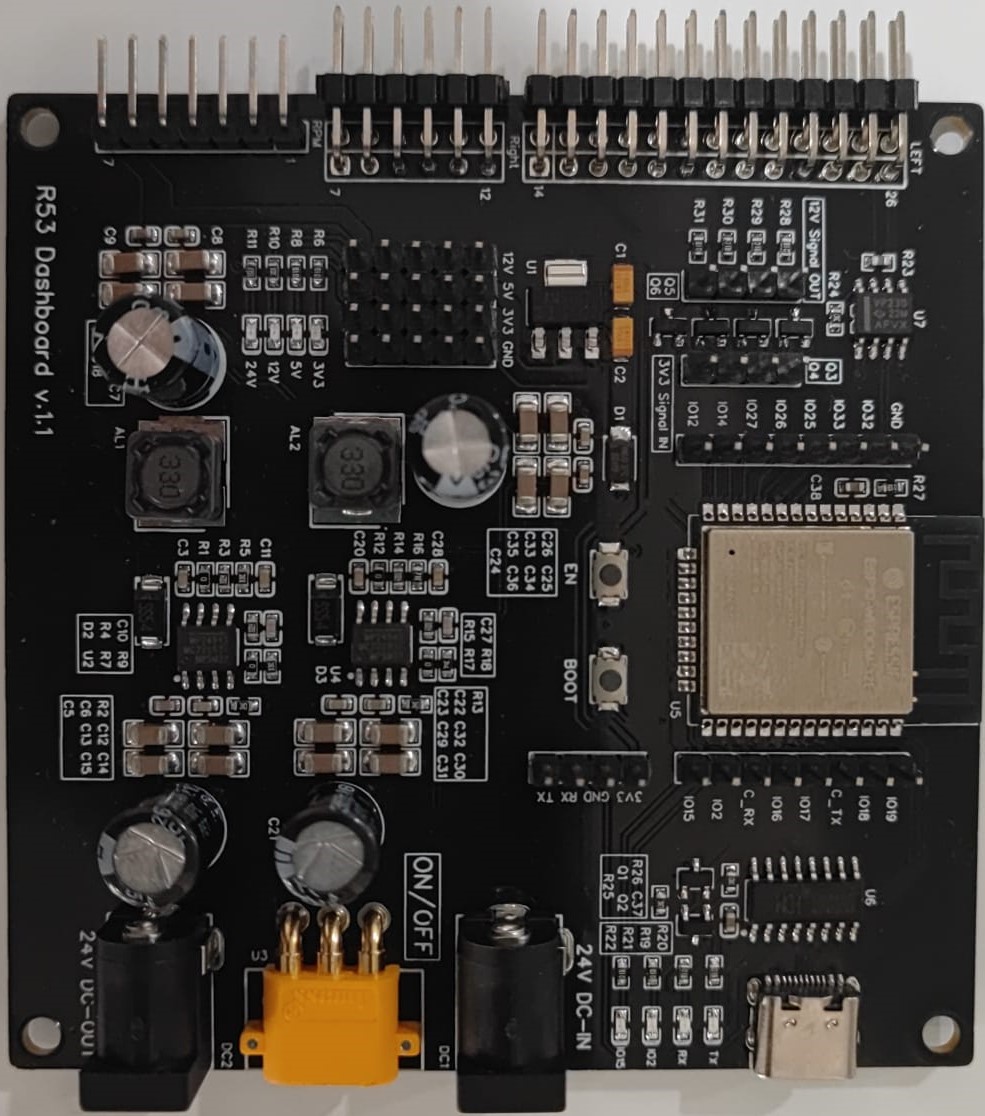 7
1
RPM
7
12
Right
14
26
LEFT
R53 Dashboard v.1.1
C9
C8
R11
R10
R8
R6
24V
12V
5V
3V3
C7
12V 5V 3V3 GND
U1
C1
C2
R31
R30
R29
R28
12V Signal OUT
Q5
Q6
R24
R23
U7
VP230
AFVX
Q3
Q4
3V3 Signal IN
IO12
IO14
IO27
IO26
IO25
IO33
IO32
GND
AL1
330
AL2
330
D1
C38
R27
C3
R1
R3
R5
C11
C20
R12
R14
R16
C28
C26 C25
C33 C34
C35 C36
C24
EN
BOOT
SS54
C10 R9
R4 R7
D2 U2
U4
D3
C27 R18
R15 R17
R2 C12 C14
C6 C13 C15
C5
R13
C22 C32 C30
C23 C29 C31
U5
TX RX GND 3V3
IO15
IO2
C_RX
IO16
IO17
C_TX
IO18
IO19
C21
ON/OFF
R26 C37
Q1 Q2
R25
R22
R21
R19
R20
U6
24V DC-OUT
U3
24V DC-IN
DC2
DC1
IO15
IO2
RX
TX